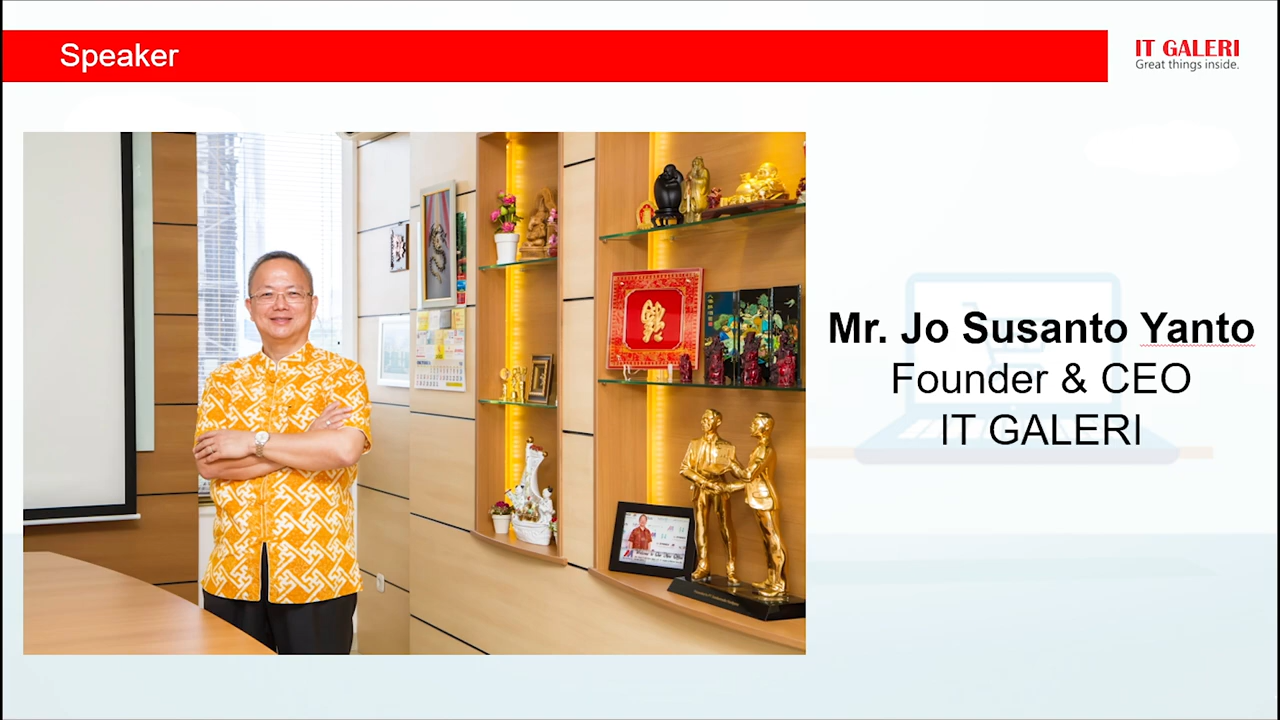 Speaker
IT GALERI
Great things inside.
Mr. Jo Susanto Yanto
Founder & CEO
IT GALERI